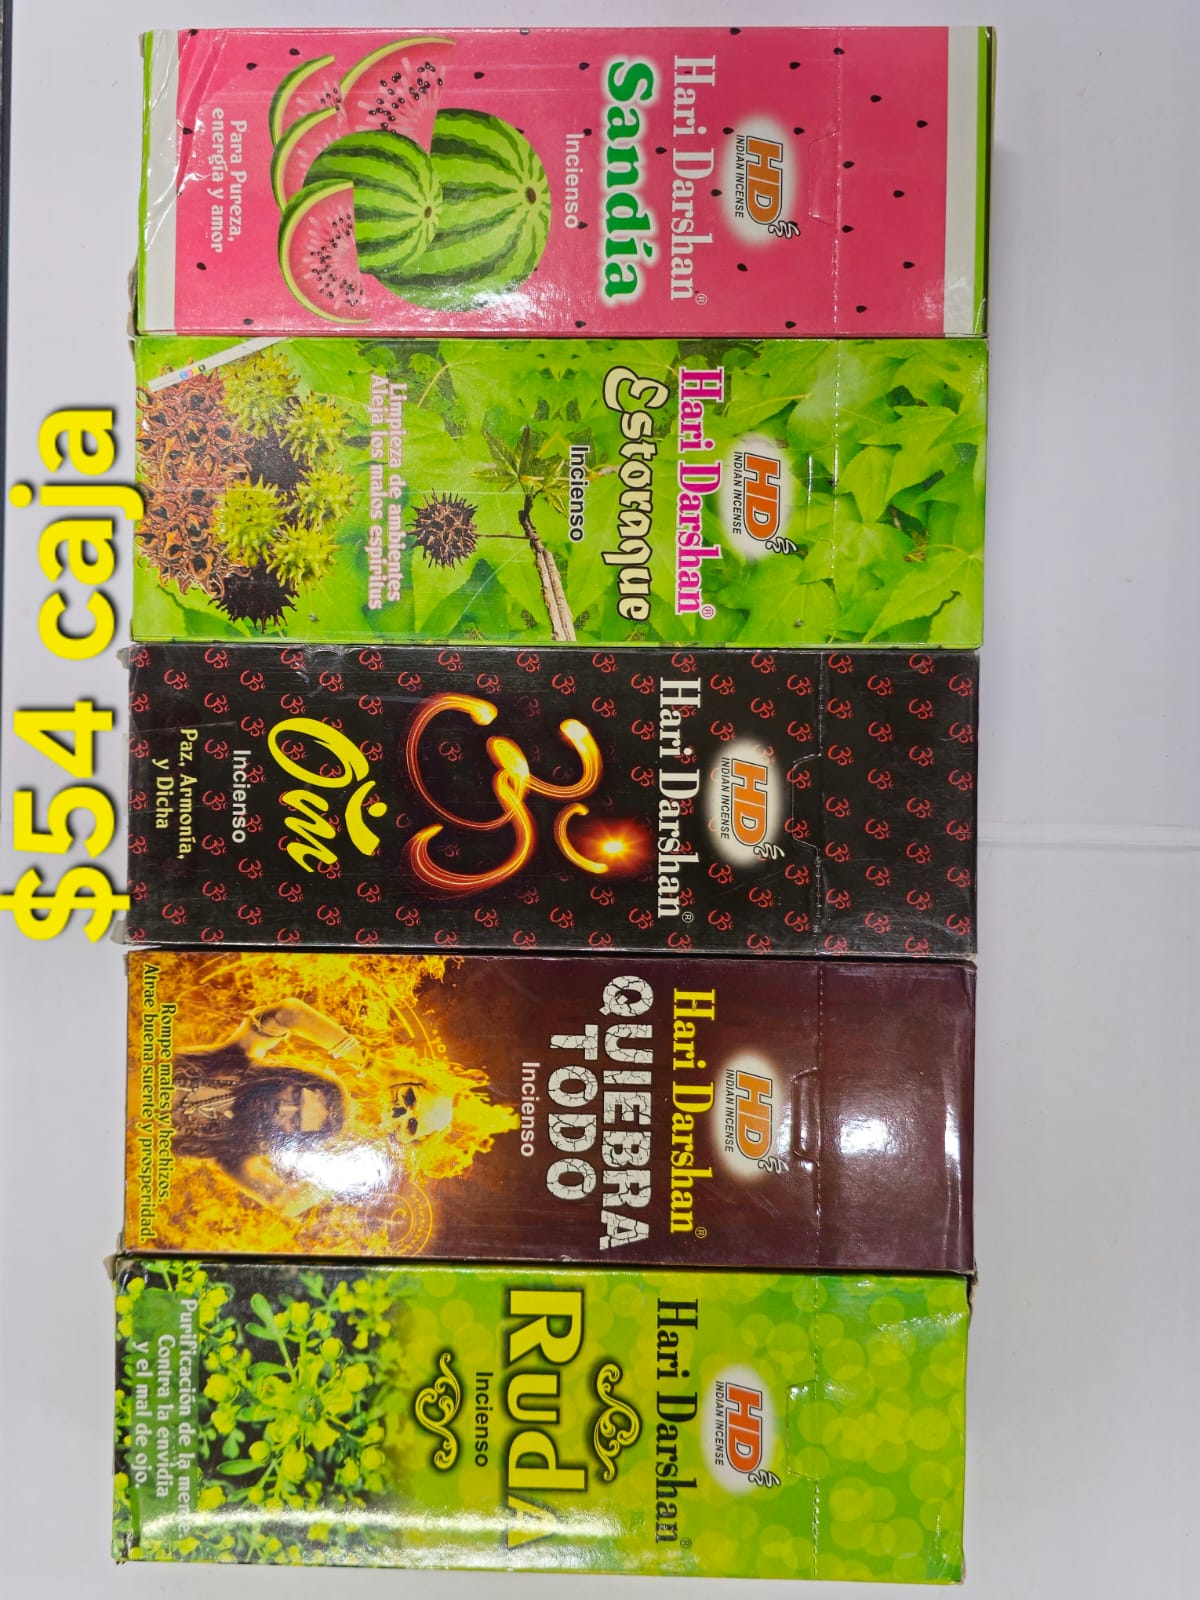 $54 caja
HD
INDIAN INCENSE
Hari Darshan®
Sandía
Incienso
Para Pureza,
energía y amor
HD
INDIAN INCENSE
Hari Darshan®
Estoraque
Incienso
Limpieza de ambientes
Aleja los malos espiritus
HD
INDIAN INCENSE
Hari Darshan®
ॐ
Om
Incienso
Paz, Armonía,
y Dicha
HD
INDIAN INCENSE
Hari Darshan®
QUIEBRA
TODO
Incienso
Rompe males y hechizos.
Atrae buena suerte y prosperidad.
HD
INDIAN INCENSE
Hari Darshan®
RudA
Incienso
Purificación de la mente.
Contra la envidia
y el mal de ojo.